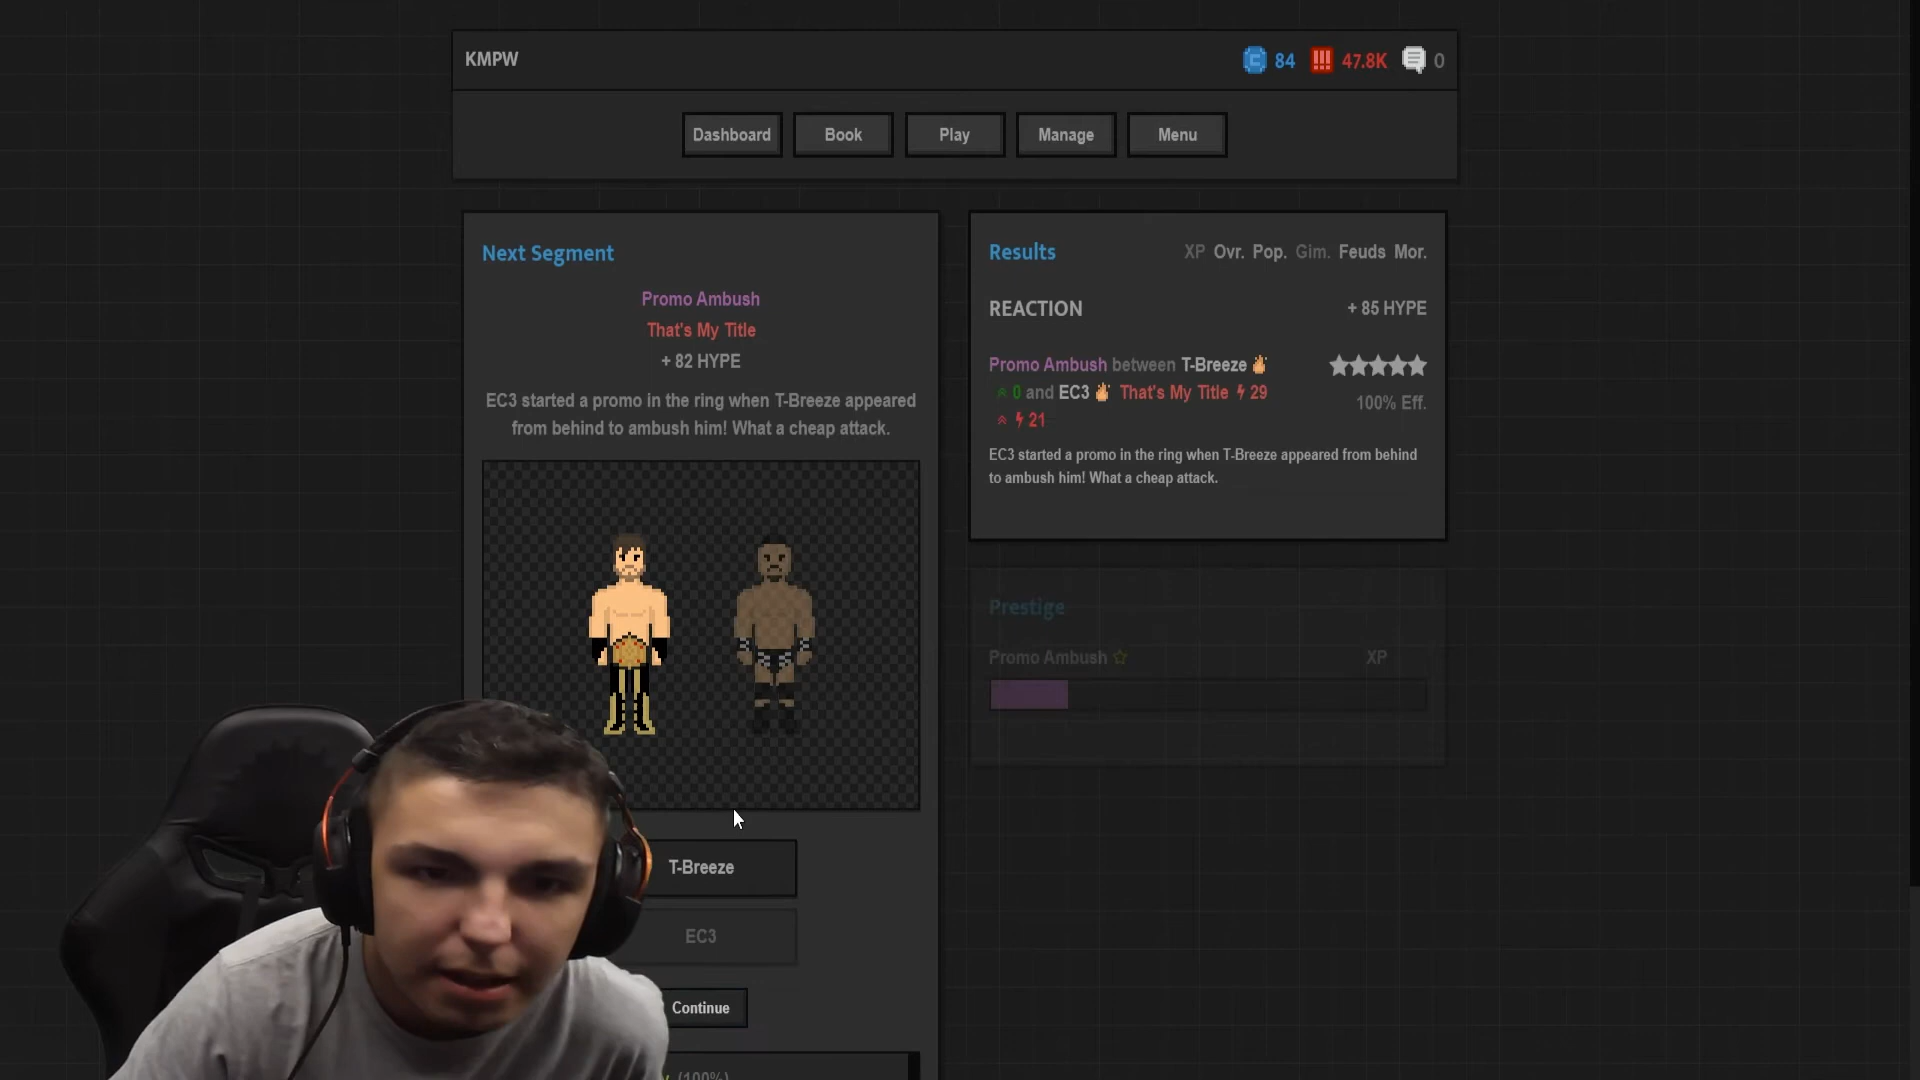 KMPW
84 47.8K 0
Dashboard Book Play Manage Menu
Next Segment
Promo Ambush
That's My Title
+ 82 HYPE
EC3 started a promo in the ring when T-Breeze appeared
from behind to ambush him! What a cheap attack.
T-Breeze
EC3
Continue
(100%)
Results XP Ovr. Pop. Gim. Feuds Mor.
REACTION + 85 HYPE
Promo Ambush between T-Breeze
0 and EC3 That's My Title 29
21
100% Eff.
EC3 started a promo in the ring when T-Breeze appeared from behind
to ambush him! What a cheap attack.
Prestige
Promo Ambush XP